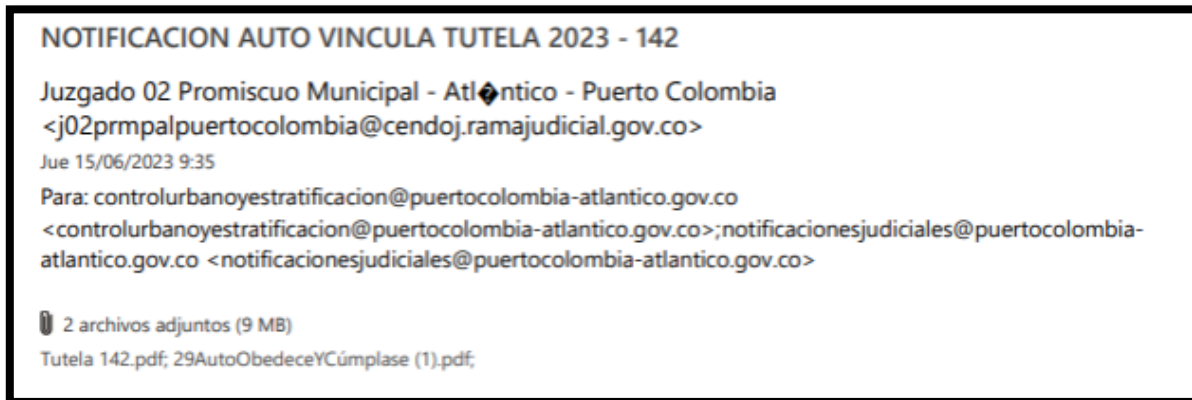 NOTIFICACION AUTO VINCULA TUTELA 2023 - 142
Juzgado 02 Promiscuo Municipal - Atl�ntico - Puerto Colombia
<j02prmpalpuertocolombia@cendoj.ramajudicial.gov.co>
Jue 15/06/2023 9:35
Para: controlurbanoyestratificacion@puertocolombia-atlantico.gov.co
<controlurbanoyestratificacion@puertocolombia-atlantico.gov.co>;notificacionesjudiciales@puertocolombia-
atlantico.gov.co <notificacionesjudiciales@puertocolombia-atlantico.gov.co>
2 archivos adjuntos (9 MB)
Tutela 142.pdf; 29AutoObedeceYCúmplase (1).pdf;